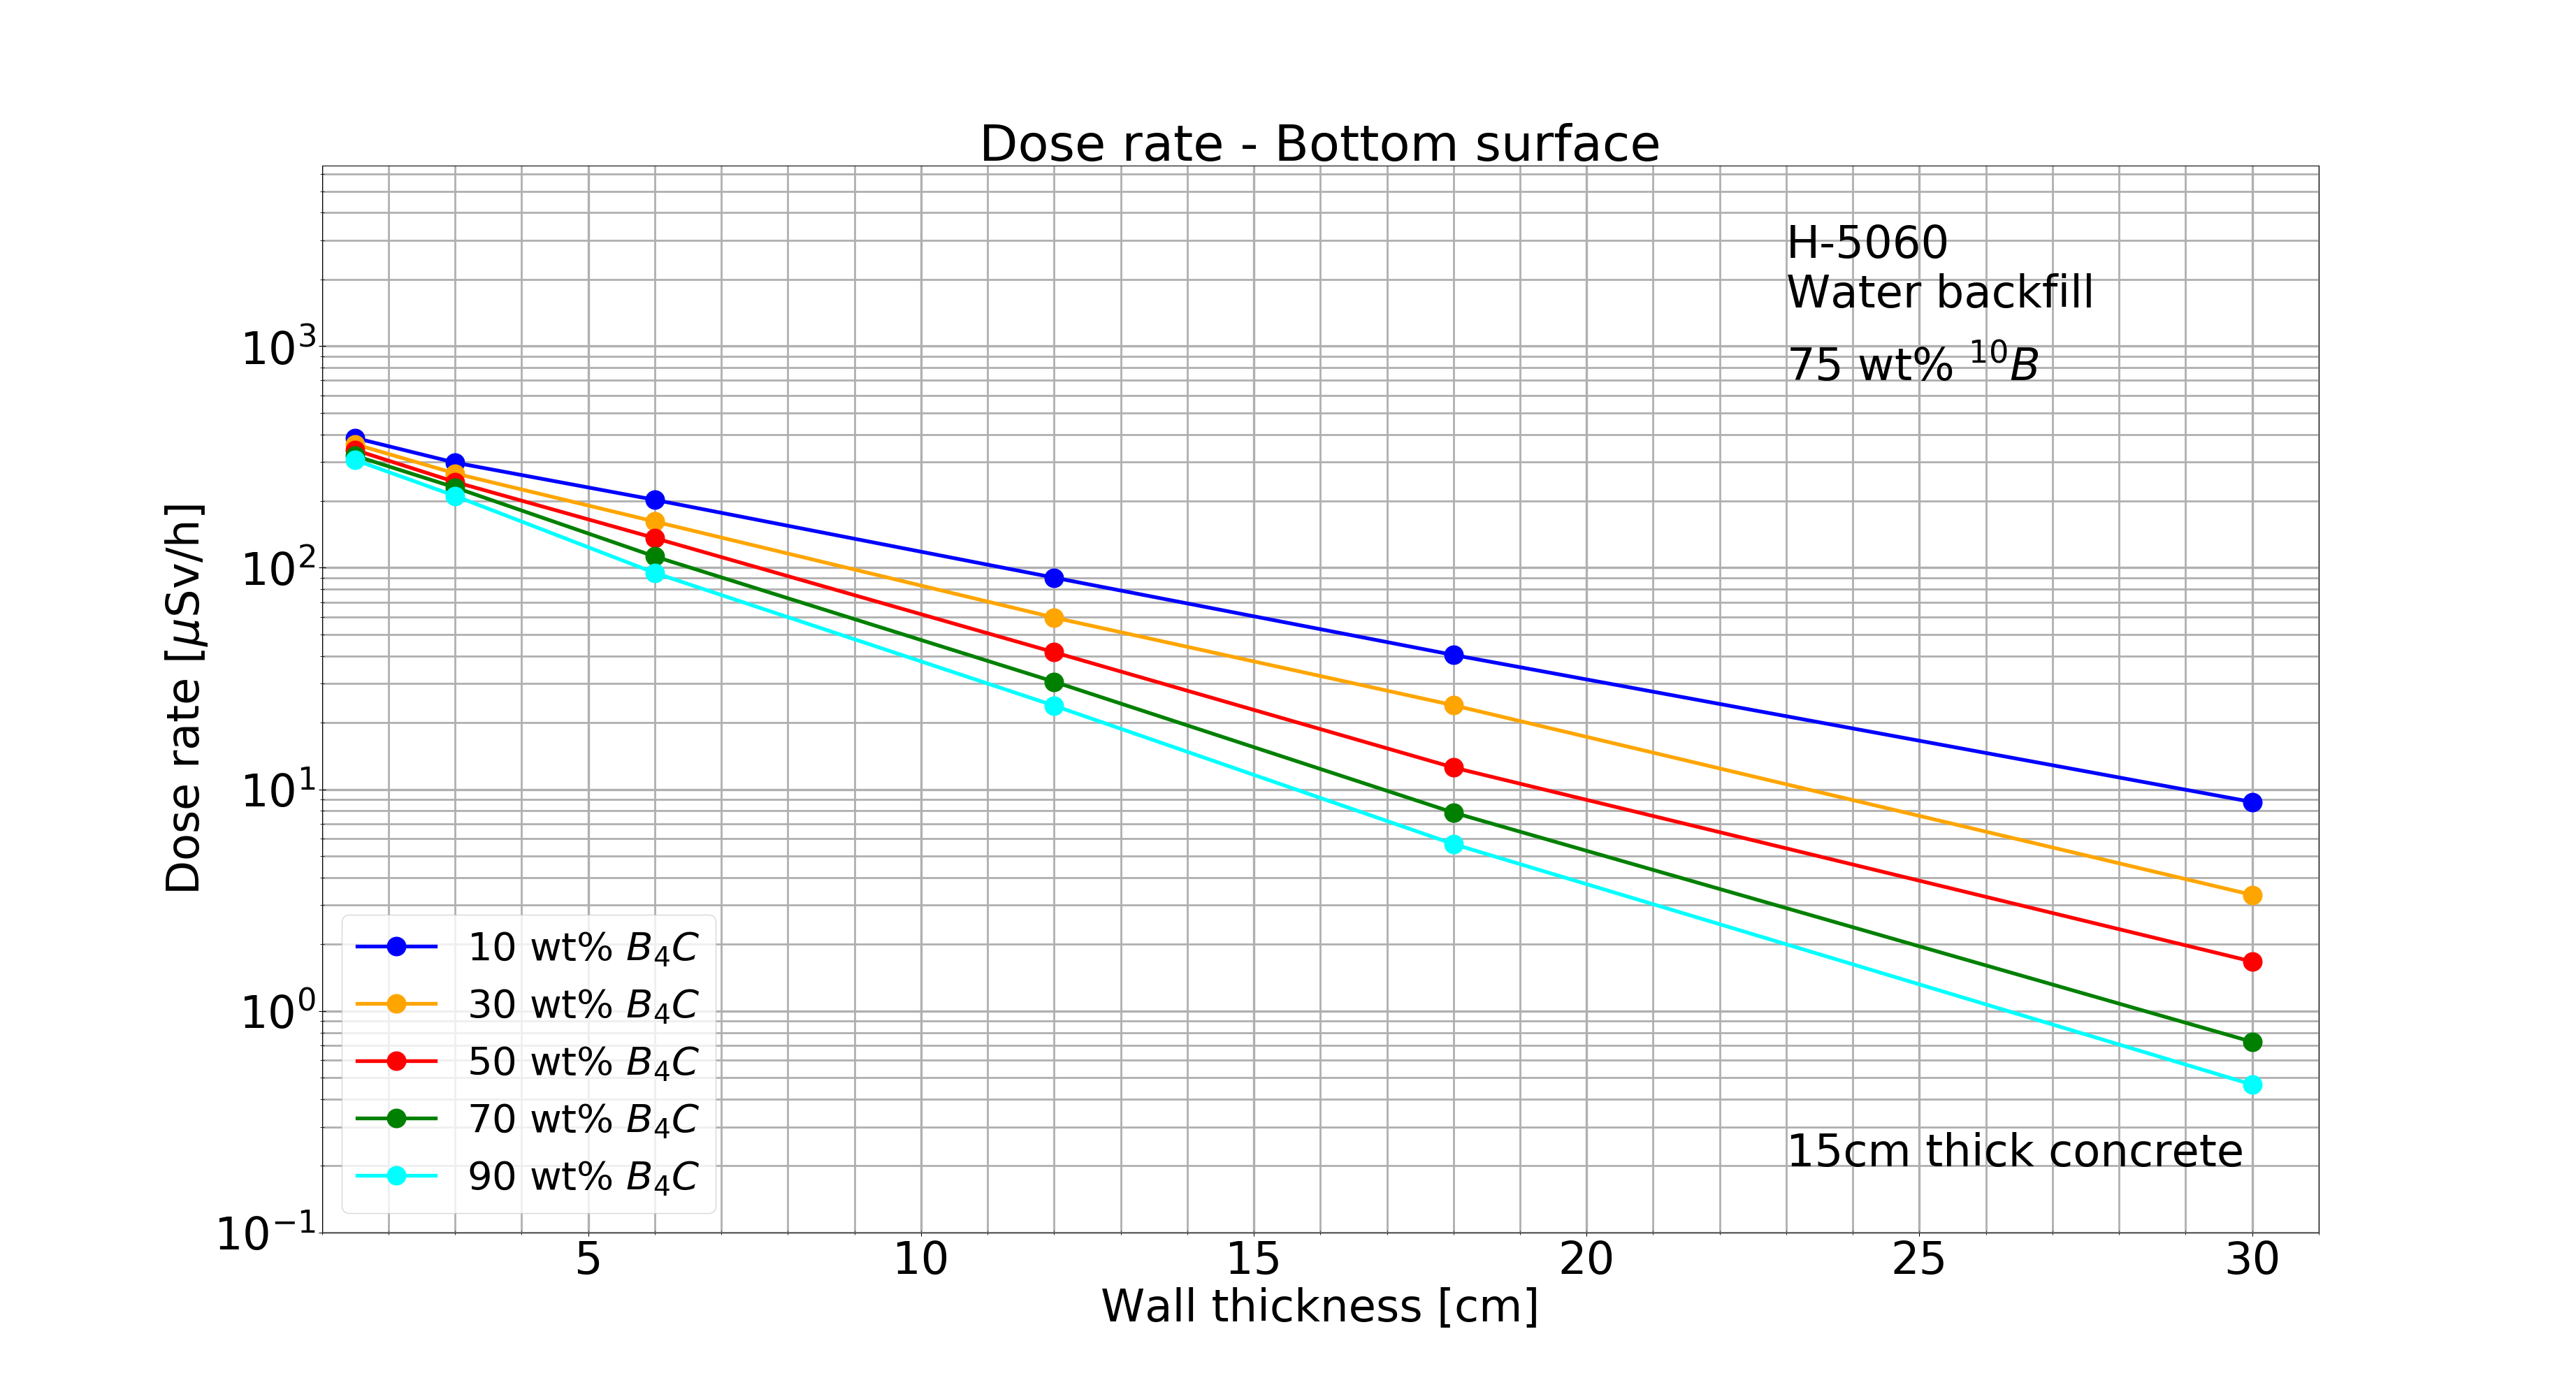 Dose rate - Bottom surface
H-5060
Water backfill
75 wt% ¹⁰B
10³
10²
10¹
10⁰
10⁻¹
Dose rate [μSv/h]
10 wt% B₄C
30 wt% B₄C
50 wt% B₄C
70 wt% B₄C
90 wt% B₄C
15cm thick concrete
5 10 15 20 25 30
Wall thickness [cm]